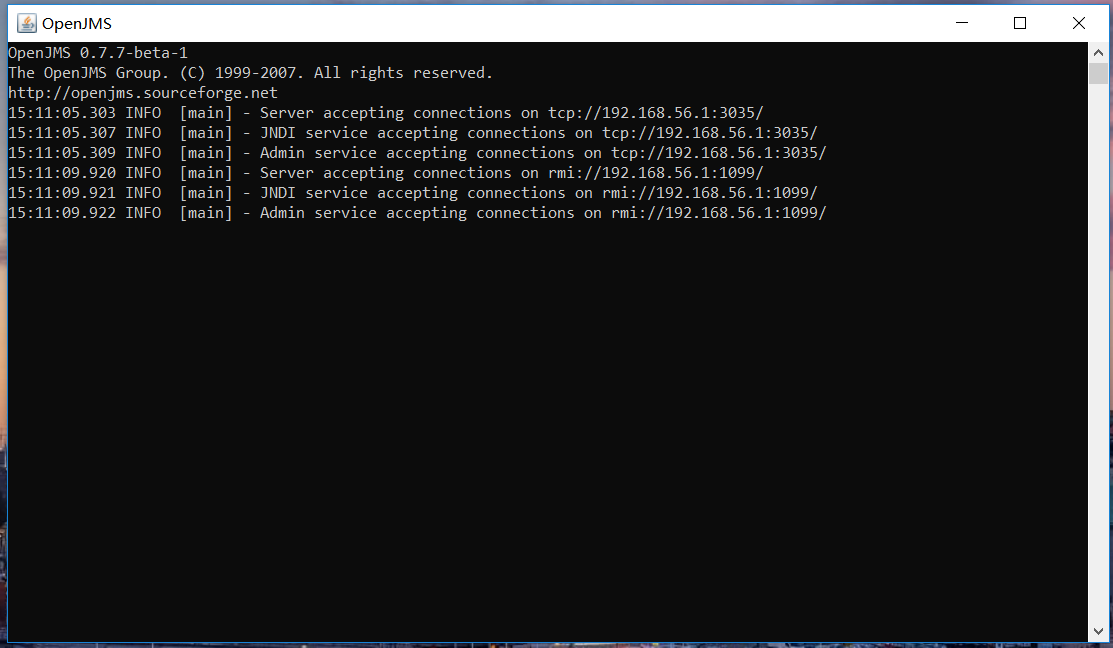 OpenJMS
OpenJMS 0.7.7-beta-1
The OpenJMS Group. (C) 1999-2007. All rights reserved.
http://openjms.sourceforge.net
15:11:05.303 INFO  [main] - Server accepting connections on tcp://192.168.56.1:3035/
15:11:05.307 INFO  [main] - JNDI service accepting connections on tcp://192.168.56.1:3035/
15:11:05.309 INFO  [main] - Admin service accepting connections on tcp://192.168.56.1:3035/
15:11:09.920 INFO  [main] - Server accepting connections on rmi://192.168.56.1:1099/
15:11:09.921 INFO  [main] - JNDI service accepting connections on rmi://192.168.56.1:1099/
15:11:09.922 INFO  [main] - Admin service accepting connections on rmi://192.168.56.1:1099/